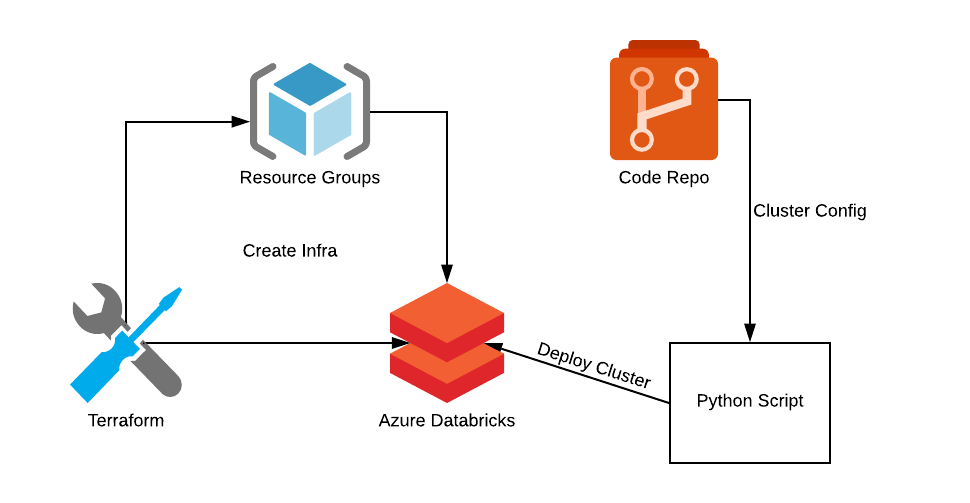 Resource Groups
Code Repo
Cluster Config
Create Infra
Deploy Cluster
Python Script
Terraform
Azure Databricks